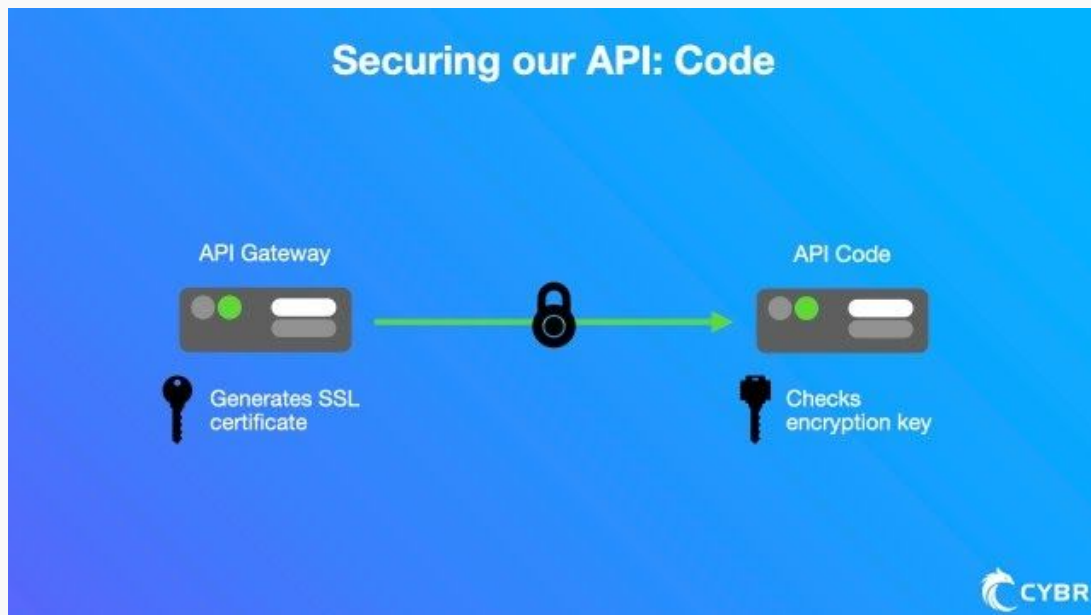 Securing our API: Code
API Gateway
API Code
Generates SSL
certificate
Checks
encryption key
CYBR